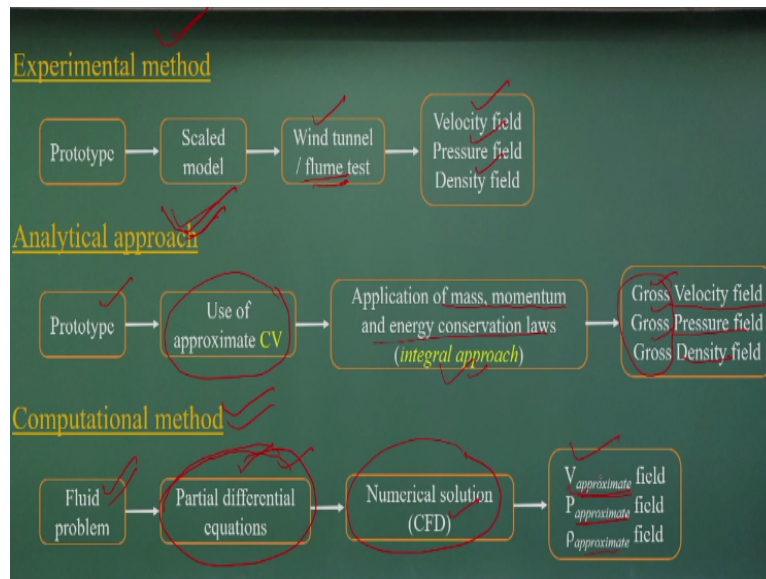 Experimental method
Prototype
Scaled
model
Wind tunnel
/ flume test
Velocity field
Pressure field
Density field
Analytical approach
Prototype
Use of
approximate CV
Application of mass, momentum
and energy conservation laws
(integral approach)
Gross Velocity field
Gross Pressure field
Gross Density field
Computational method
Fluid
problem
Partial differential
equations
Numerical solution
(CFD)
Vapproximate field
Papproximate field
ρapproximate field